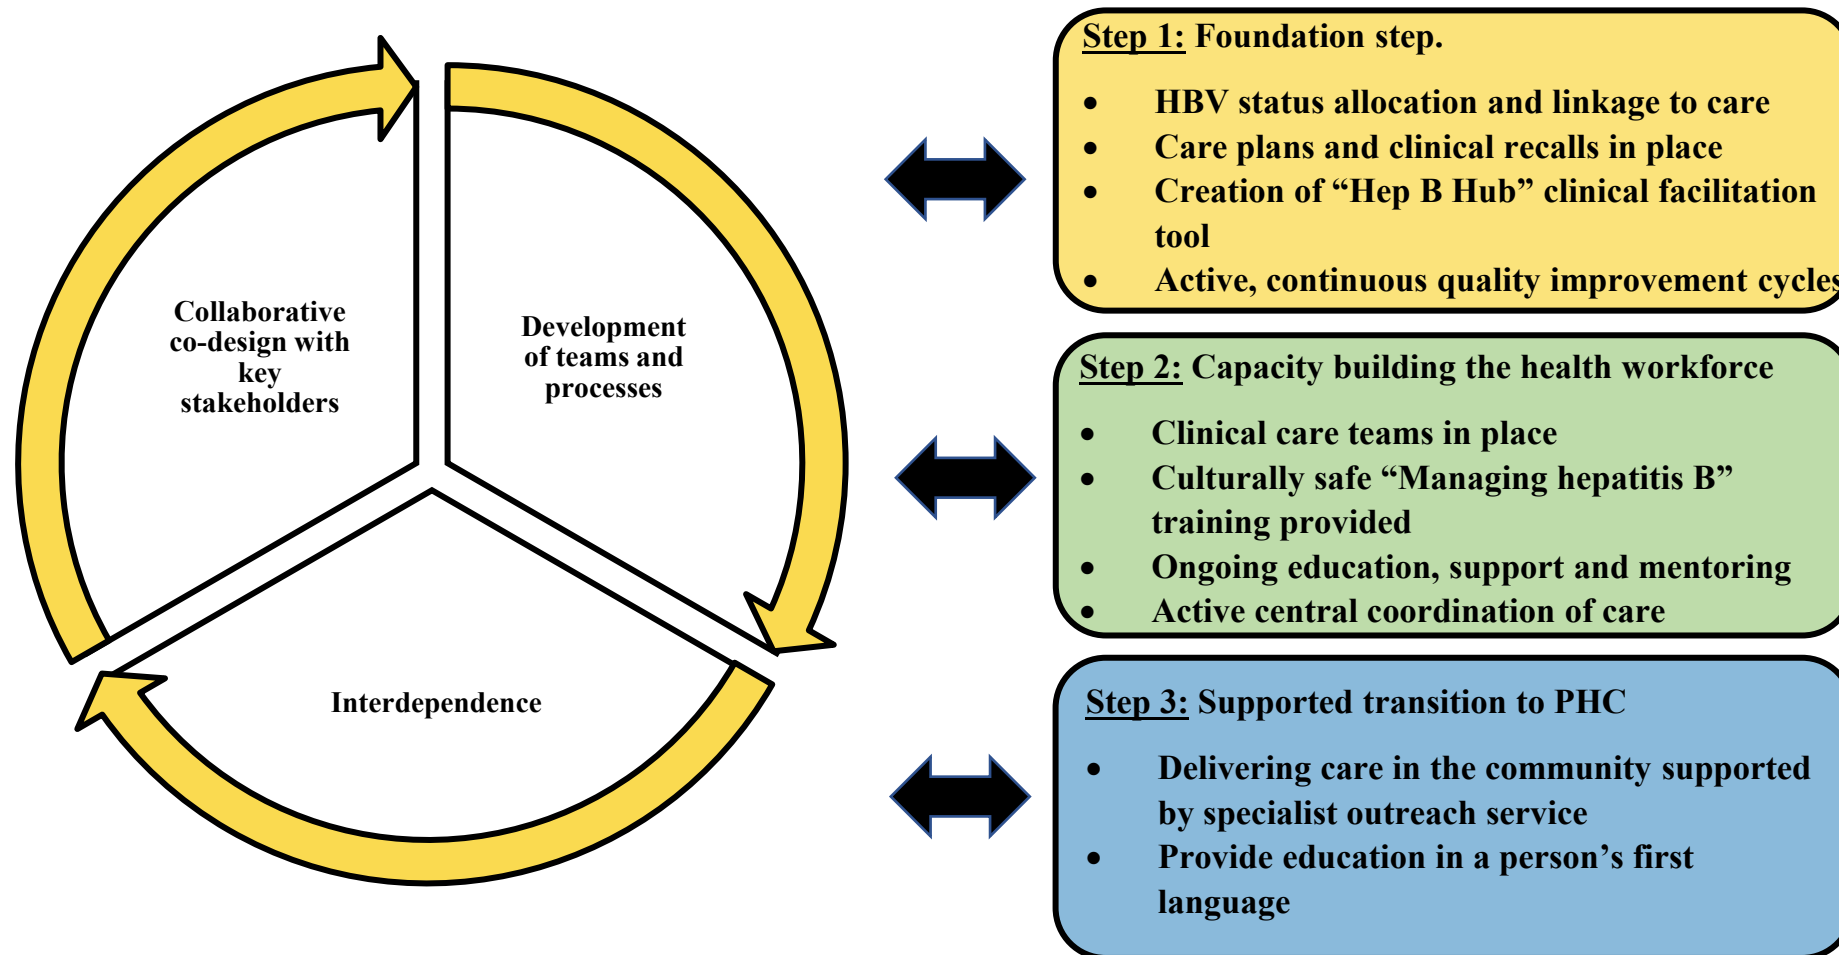 Collaborative
co-design with
key
stakeholders
Development
of teams and
processes
Interdependence
Step 1: Foundation step.
• HBV status allocation and linkage to care
• Care plans and clinical recalls in place
• Creation of “Hep B Hub” clinical facilitation
tool
• Active, continuous quality improvement cycles
Step 2: Capacity building the health workforce
• Clinical care teams in place
• Culturally safe “Managing hepatitis B”
training provided
• Ongoing education, support and mentoring
• Active central coordination of care
Step 3: Supported transition to PHC
• Delivering care in the community supported
by specialist outreach service
• Provide education in a person’s first
language